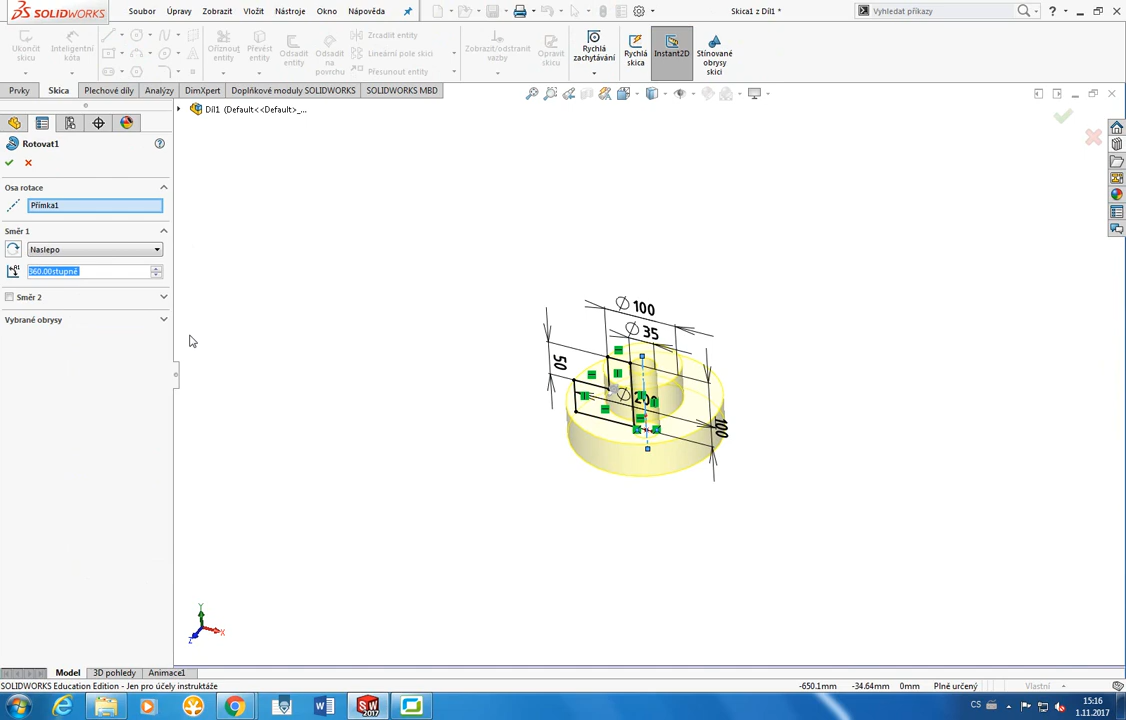 SOLIDWORKS
Soubor Úpravy Zobrazit Vložit Nástroje Okno Nápověda
Skica1 z Díl1 *
Vyhledat příkazy
Ukončit skicu
Inteligentní kóta
Oříznout entity
Převést entity
Odsadit entity
Odsadit na povrchu
Zrcadlit entity
Lineární pole skici
Přesunout entity
Zobrazit/odstranit vazby
Opravit skicu
Rychlá zachytávání
Rychlá skica
Instant2D
Stínované obrysy skici
Prvky Skica Plechové díly Analýzy DimXpert Doplňkové moduly SOLIDWORKS SOLIDWORKS MBD
Díl1 (Default<<Default>_...
Rotovat1
Osa rotace
Přímka1
Směr 1
Naslepo
360.00stupně
Směr 2
Vybrané obrysy
∅ 100
∅ 35
50
∅ 200
100
Y
X
Z
Model 3D pohledy Animace1
SOLIDWORKS Education Edition - Jen pro účely instruktáže
-650.1mm -34.64mm 0mm Plně určený
Vlastní
CS
15:16
1.11.2017